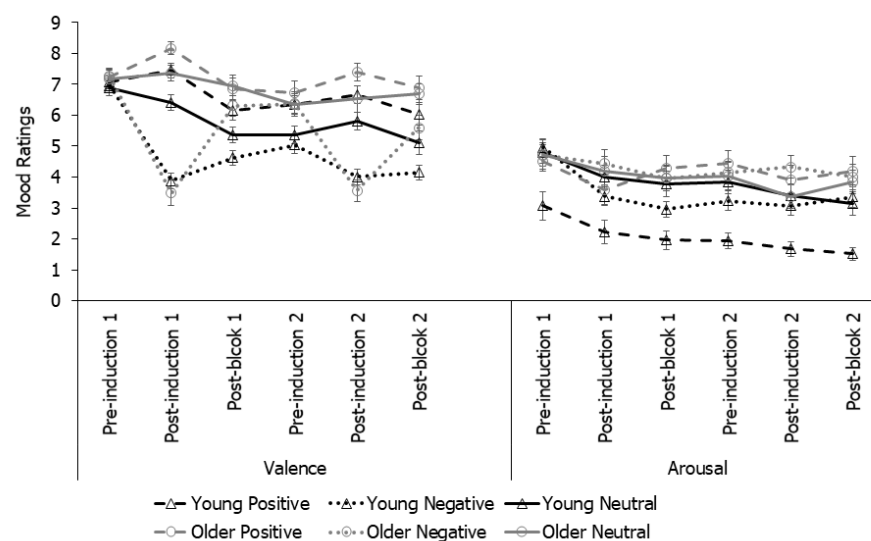 9
8
7
6
5
4
3
2
1
0
Mood Ratings
Pre-induction 1
Post-induction 1
Post-blcok 1
Pre-induction 2
Post-induction 2
Post-blcok 2
Pre-induction 1
Post-induction 1
Post-blcok 1
Pre-induction 2
Post-induction 2
Post-blcok 2
Valence
Arousal
Young Positive
Young Negative
Young Neutral
Older Positive
Older Negative
Older Neutral